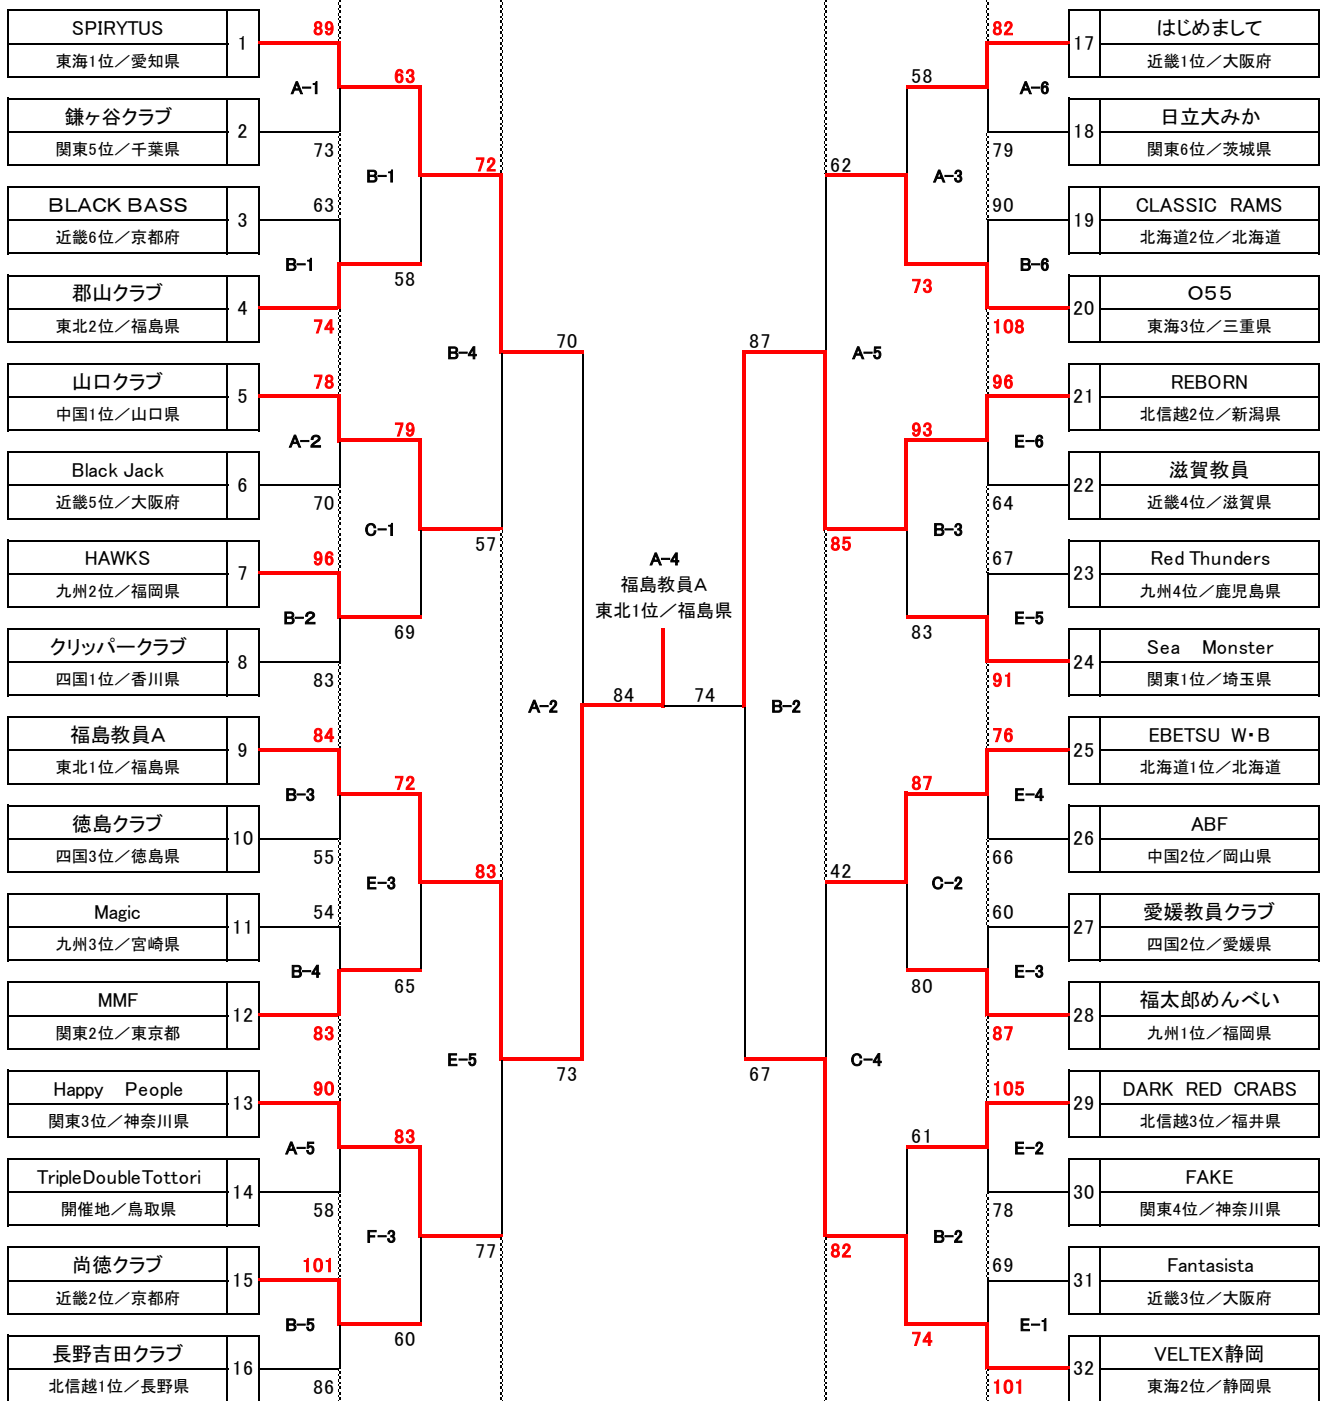 SPIRYTUS
1
東海1位／愛知県
89
A-1
鎌ヶ谷クラブ
2
関東5位／千葉県
73
63
B-1
BLACK BASS
3
近畿6位／京都府
63
B-1
郡山クラブ
4
東北2位／福島県
74
58
72
B-4
山口クラブ
5
中国1位／山口県
78
A-2
Black Jack
6
近畿5位／大阪府
70
79
C-1
HAWKS
7
九州2位／福岡県
96
B-2
クリッパークラブ
8
四国1位／香川県
83
69
57
70
A-2
福島教員A
9
東北1位／福島県
84
B-3
徳島クラブ
10
四国3位／徳島県
55
72
E-3
Magic
11
九州3位／宮崎県
54
B-4
MMF
12
関東2位／東京都
83
65
83
E-5
Happy People
13
関東3位／神奈川県
90
A-5
TripleDoubleTottori
14
開催地／鳥取県
58
83
F-3
尚徳クラブ
15
近畿2位／京都府
101
B-5
長野吉田クラブ
16
北信越1位／長野県
86
60
77
73
A-4
福島教員A
東北1位／福島県
84
74
はじめまして
17
近畿1位／大阪府
82
A-6
日立大みか
18
関東6位／茨城県
79
58
A-3
CLASSIC RAMS
19
北海道2位／北海道
90
B-6
O55
20
東海3位／三重県
108
73
62
A-5
REBORN
21
北信越2位／新潟県
96
E-6
滋賀教員
22
近畿4位／滋賀県
64
93
B-3
Red Thunders
23
九州4位／鹿児島県
67
E-5
Sea Monster
24
関東1位／埼玉県
91
83
85
87
B-2
EBETSU W・B
25
北海道1位／北海道
76
E-4
ABF
26
中国2位／岡山県
66
87
C-2
愛媛教員クラブ
27
四国2位／愛媛県
60
E-3
福太郎めんべい
28
九州1位／福岡県
87
80
42
C-4
DARK RED CRABS
29
北信越3位／福井県
105
E-2
FAKE
30
関東4位／神奈川県
78
61
B-2
Fantasista
31
近畿3位／大阪府
69
E-1
VELTEX静岡
32
東海2位／静岡県
101
74
82
67